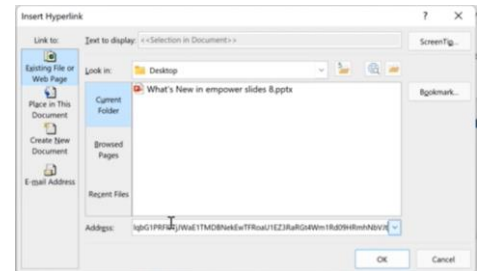 Insert Hyperlink ? ×
Link to:
Text to display: <<Selection in Document>>
ScreenTip...
Existing File or
Web Page
Look in: Desktop
Place in This
Document
Current
Folder
What's New in empower slides 8.pptx
Bookmark...
Create New
Document
Browsed
Pages
E-mail Address
Recent Files
Address:
OK Cancel